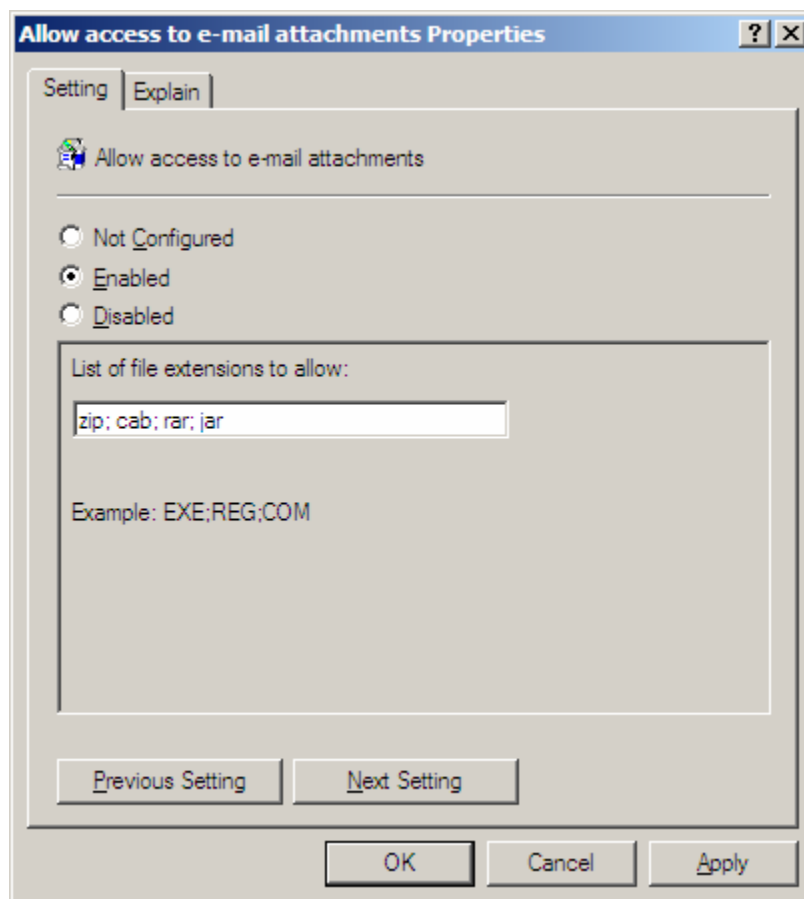 Allow access to e-mail attachments Properties
Setting
Explain
Allow access to e-mail attachments
Not Configured
Enabled
Disabled
List of file extensions to allow:
zip; cab; rar; jar
Example: EXE;REG;COM
Previous Setting
Next Setting
OK
Cancel
Apply